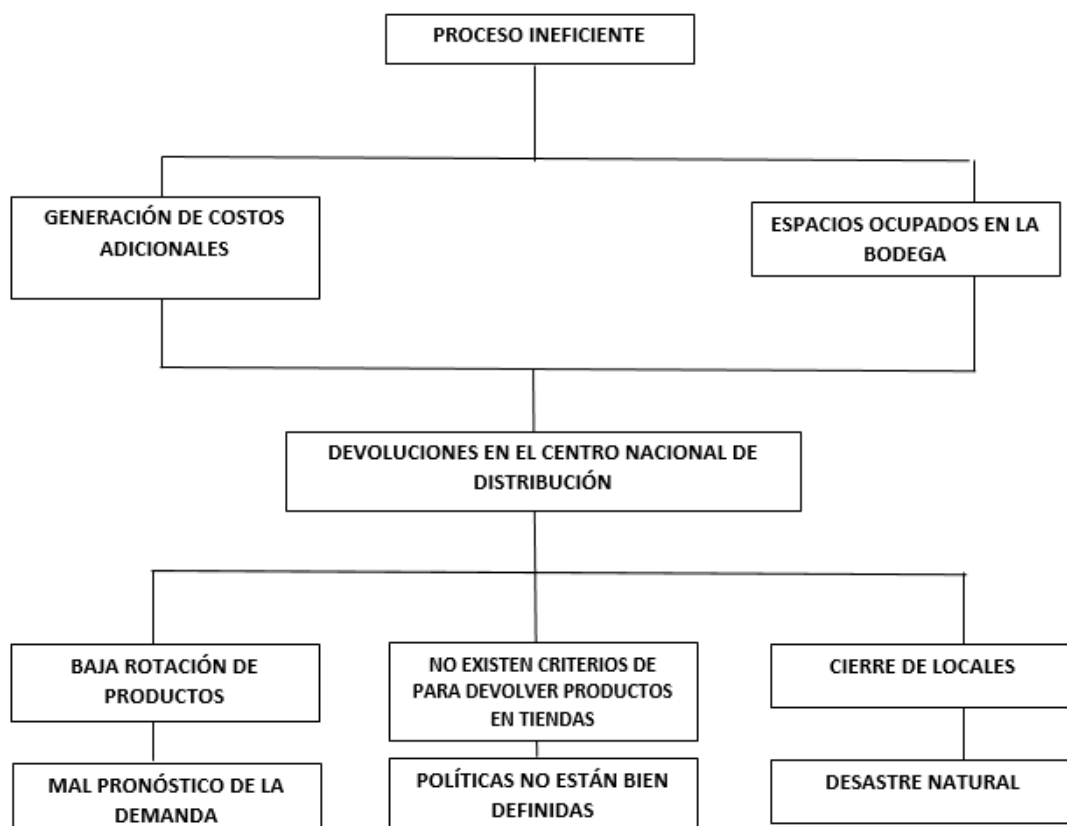 PROCESO INEFICIENTE
GENERACIÓN DE COSTOS
ADICIONALES
ESPACIOS OCUPADOS EN LA
BODEGA
DEVOLUCIONES EN EL CENTRO NACIONAL DE
DISTRIBUCIÓN
BAJA ROTACIÓN DE
PRODUCTOS
NO EXISTEN CRITERIOS DE
PARA DEVOLVER PRODUCTOS
EN TIENDAS
CIERRE DE LOCALES
MAL PRONÓSTICO DE LA
DEMANDA
POLÍTICAS NO ESTÁN BIEN
DEFINIDAS
DESASTRE NATURAL